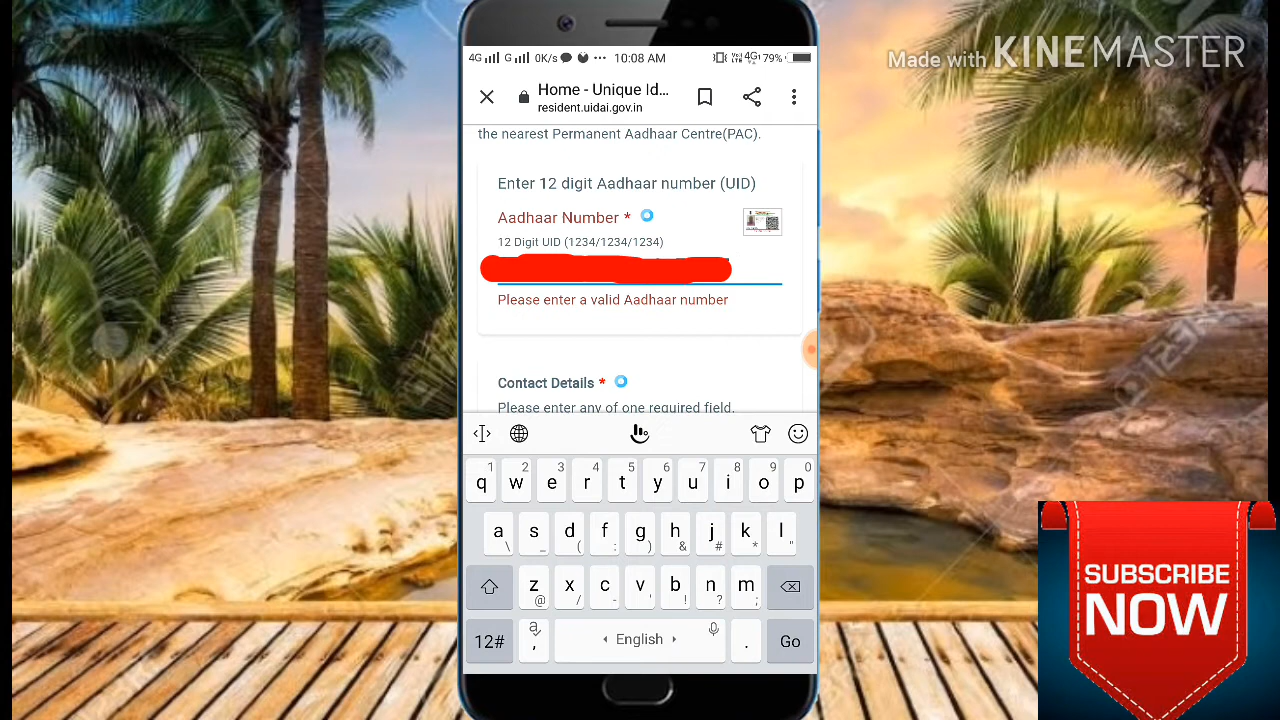 Made with KINEMASTER
4G G 0K/s 10:08 AM 4G 79%
Home - Unique Id...
resident.uidai.gov.in
the nearest Permanent Aadhaar Centre(PAC).
Enter 12 digit Aadhaar number (UID)
Aadhaar Number *
12 Digit UID (1234/1234/1234)
Please enter a valid Aadhaar number
Contact Details *
Please enter any of one required field.
1 2 3 4 5 6 7 8 9 0
q w e r t y u i o p
a s d f g h j k l
\ _ ( : ) & # * "
z x c v b n m
@ / - ' ! ? ;
12# , English . Go
SUBSCRIBE
NOW